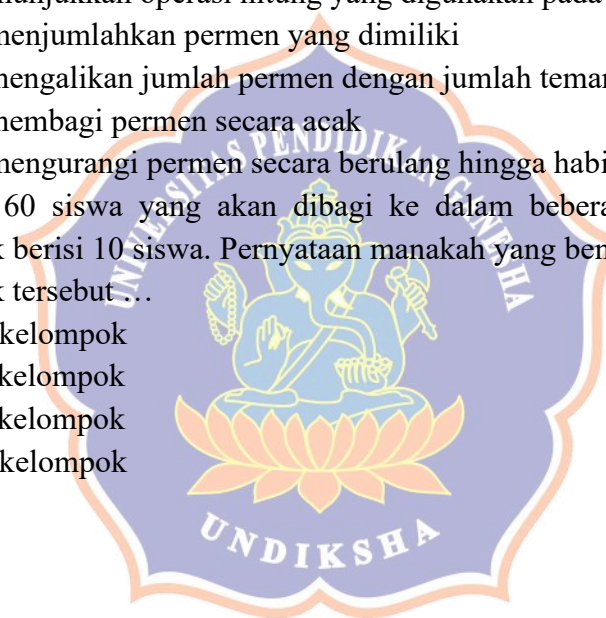 unjukkan operasi hitung yang digunakan pada
menjumlahkan permen yang dimiliki
mengalikan jumlah permen dengan jumlah teman
membagi permen secara acak
mengurangi permen secara berulang hingga habi
60 siswa yang akan dibagi ke dalam bebera
k berisi 10 siswa. Pernyataan manakah yang ben
k tersebut …
kelompok
kelompok
kelompok
kelompok
UNIVERSITAS PENDIDIKAN GANESHA
UNDIKSHA